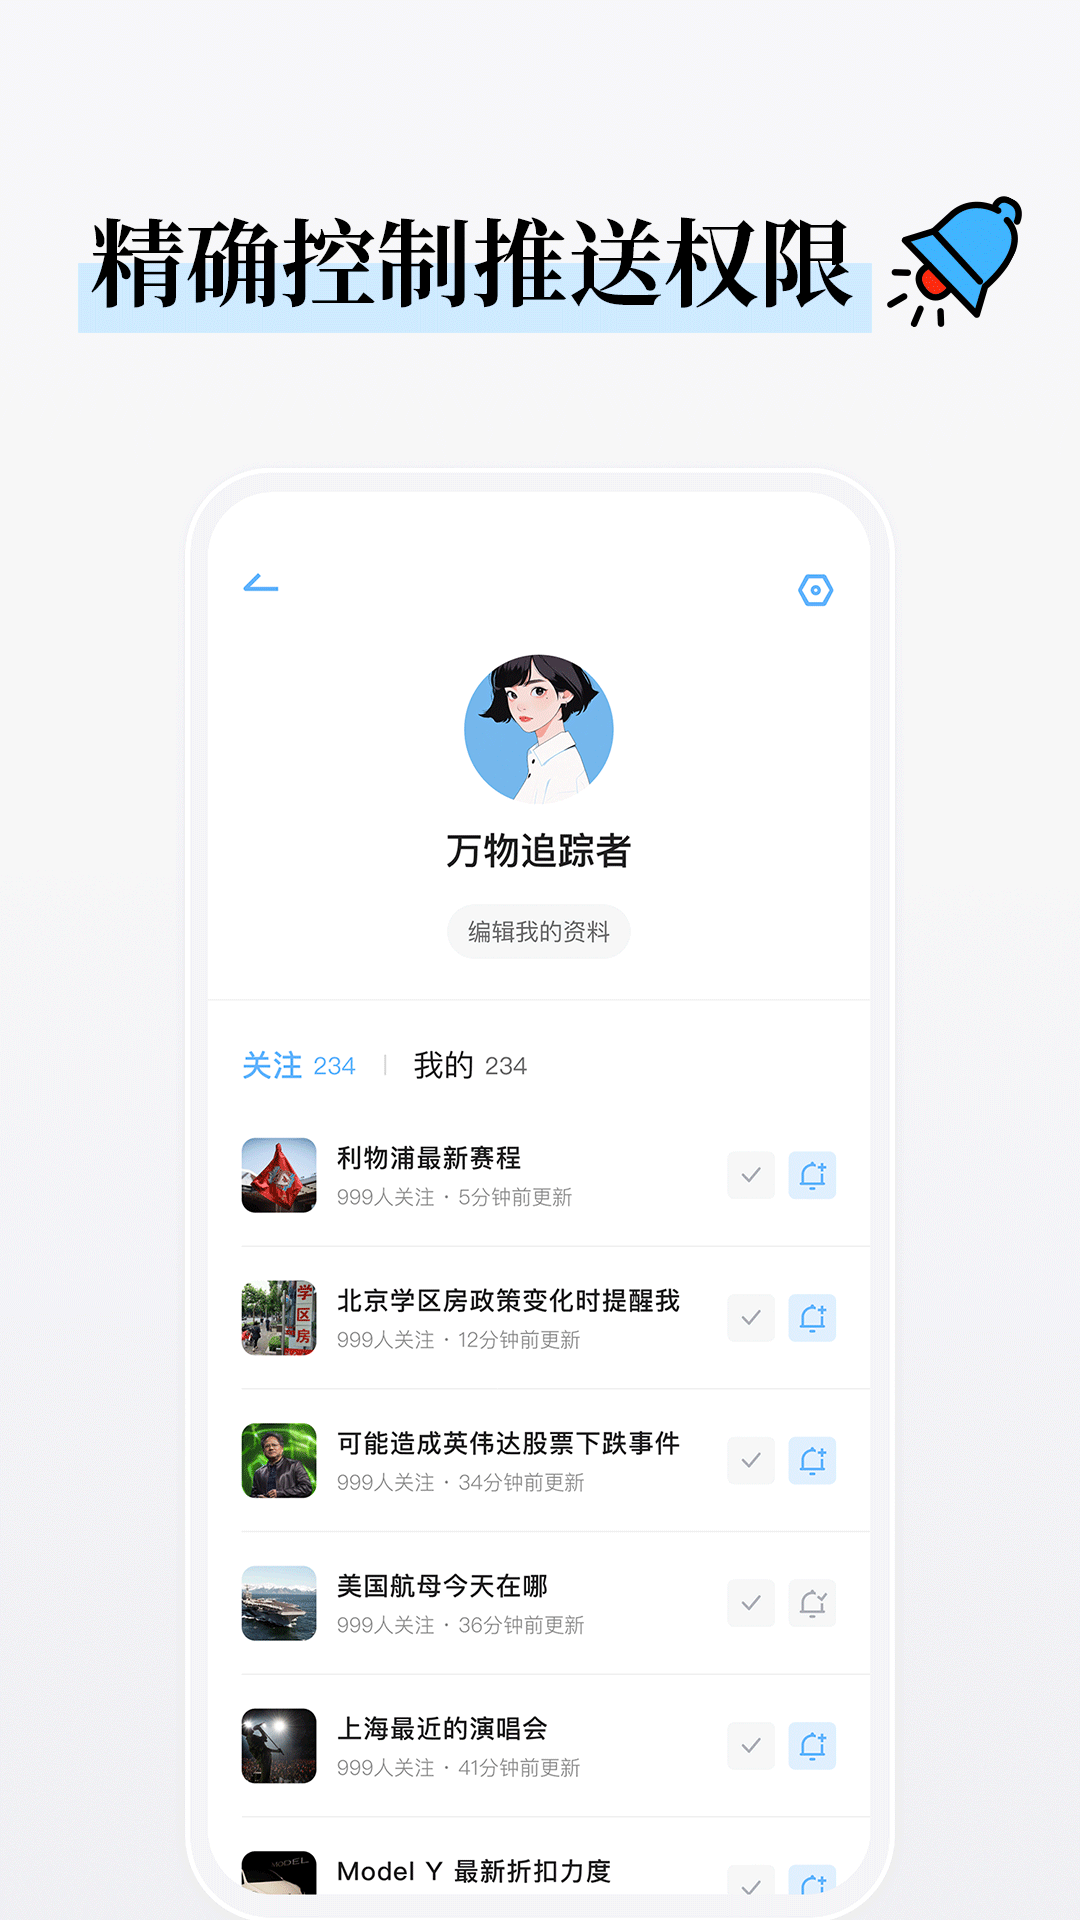 精确控制推送权限
万物追踪者
编辑我的资料
关注 234
我的 234
利物浦最新赛程
999人关注 · 5分钟前更新
学区房
北京学区房政策变化时提醒我
999人关注 · 12分钟前更新
可能造成英伟达股票下跌事件
999人关注 · 34分钟前更新
美国航母今天在哪
999人关注 · 36分钟前更新
上海最近的演唱会
999人关注 · 41分钟前更新
MODEL
Model Y 最新折扣力度